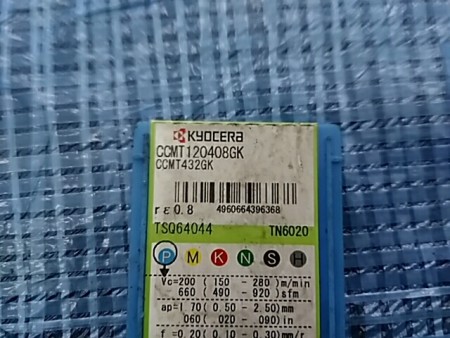 KYOCERA
CCMT120408GK
CCMT432GK
rε0.8 4960664396368
TSQ64044 TN6020
P M K N S H
Vc=200 ( 150 - 280) m/min
660 ( 490 - 920) sfm
ap=1.70( 0.50 - 2.50) mm
.060( .020 - .090) in
f =0.20( 0.10 - 0.30) mm/r